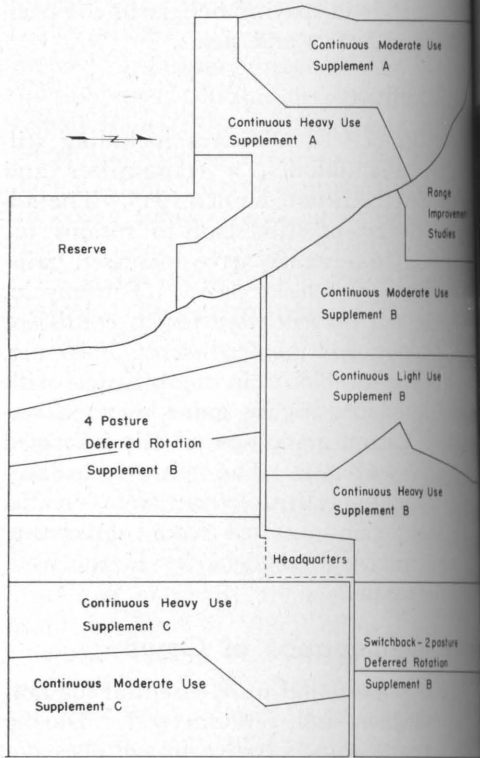 Continuous Moderate Use
Supplement A
Continuous Heavy Use
Supplement A
Range
Improvement
Studies
Reserve
Continuous Moderate Use
Supplement B
Continuous Light Use
Supplement B
4 Pasture
Deferred Rotation
Supplement B
Continuous Heavy Use
Supplement B
Headquarters
Continuous Heavy Use
Supplement C
Switchback-2 pasture
Deferred Rotation
Supplement B
Continuous Moderate Use
Supplement C